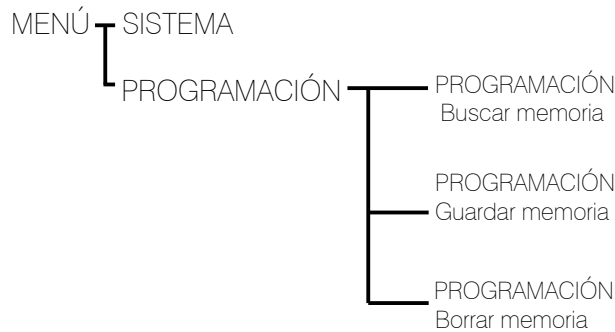 MENÚ SISTEMA
PROGRAMACIÓN
PROGRAMACIÓN
Buscar memoria
PROGRAMACIÓN
Guardar memoria
PROGRAMACIÓN
Borrar memoria